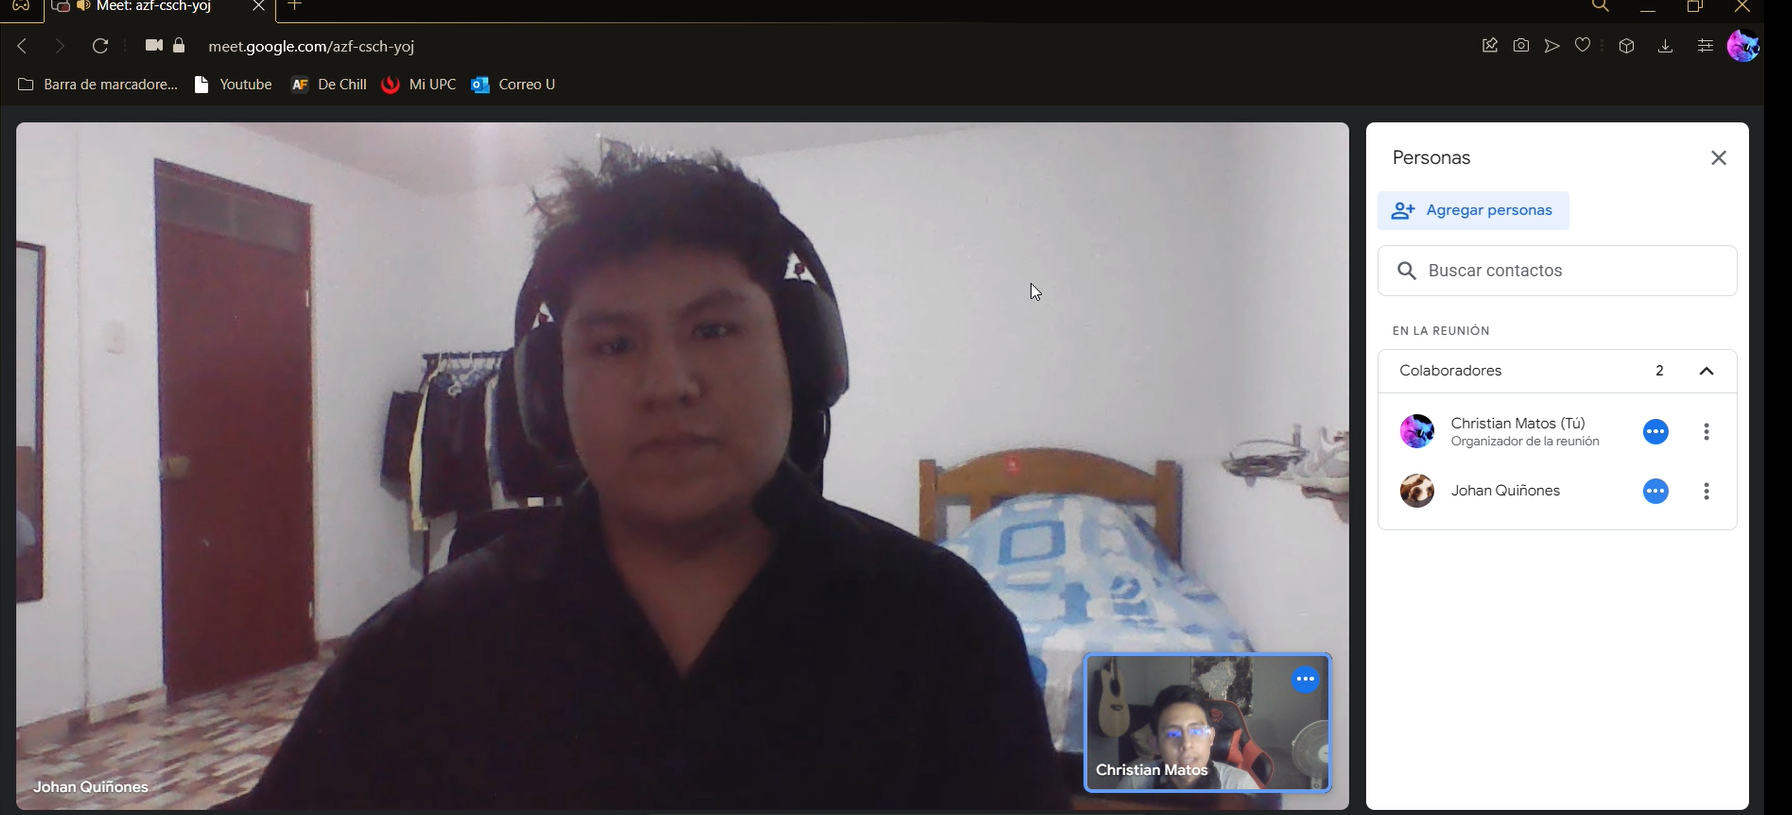 Meet: azf-csch-yoj
meet.google.com/azf-csch-yoj
Barra de marcadore... Youtube AF De Chill Mi UPC Correo U
Personas
Agregar personas
Buscar contactos
EN LA REUNIÓN
Colaboradores 2
Christian Matos (Tú)
Organizador de la reunión
Johan Quiñones
Christian Matos
Johan Quiñones